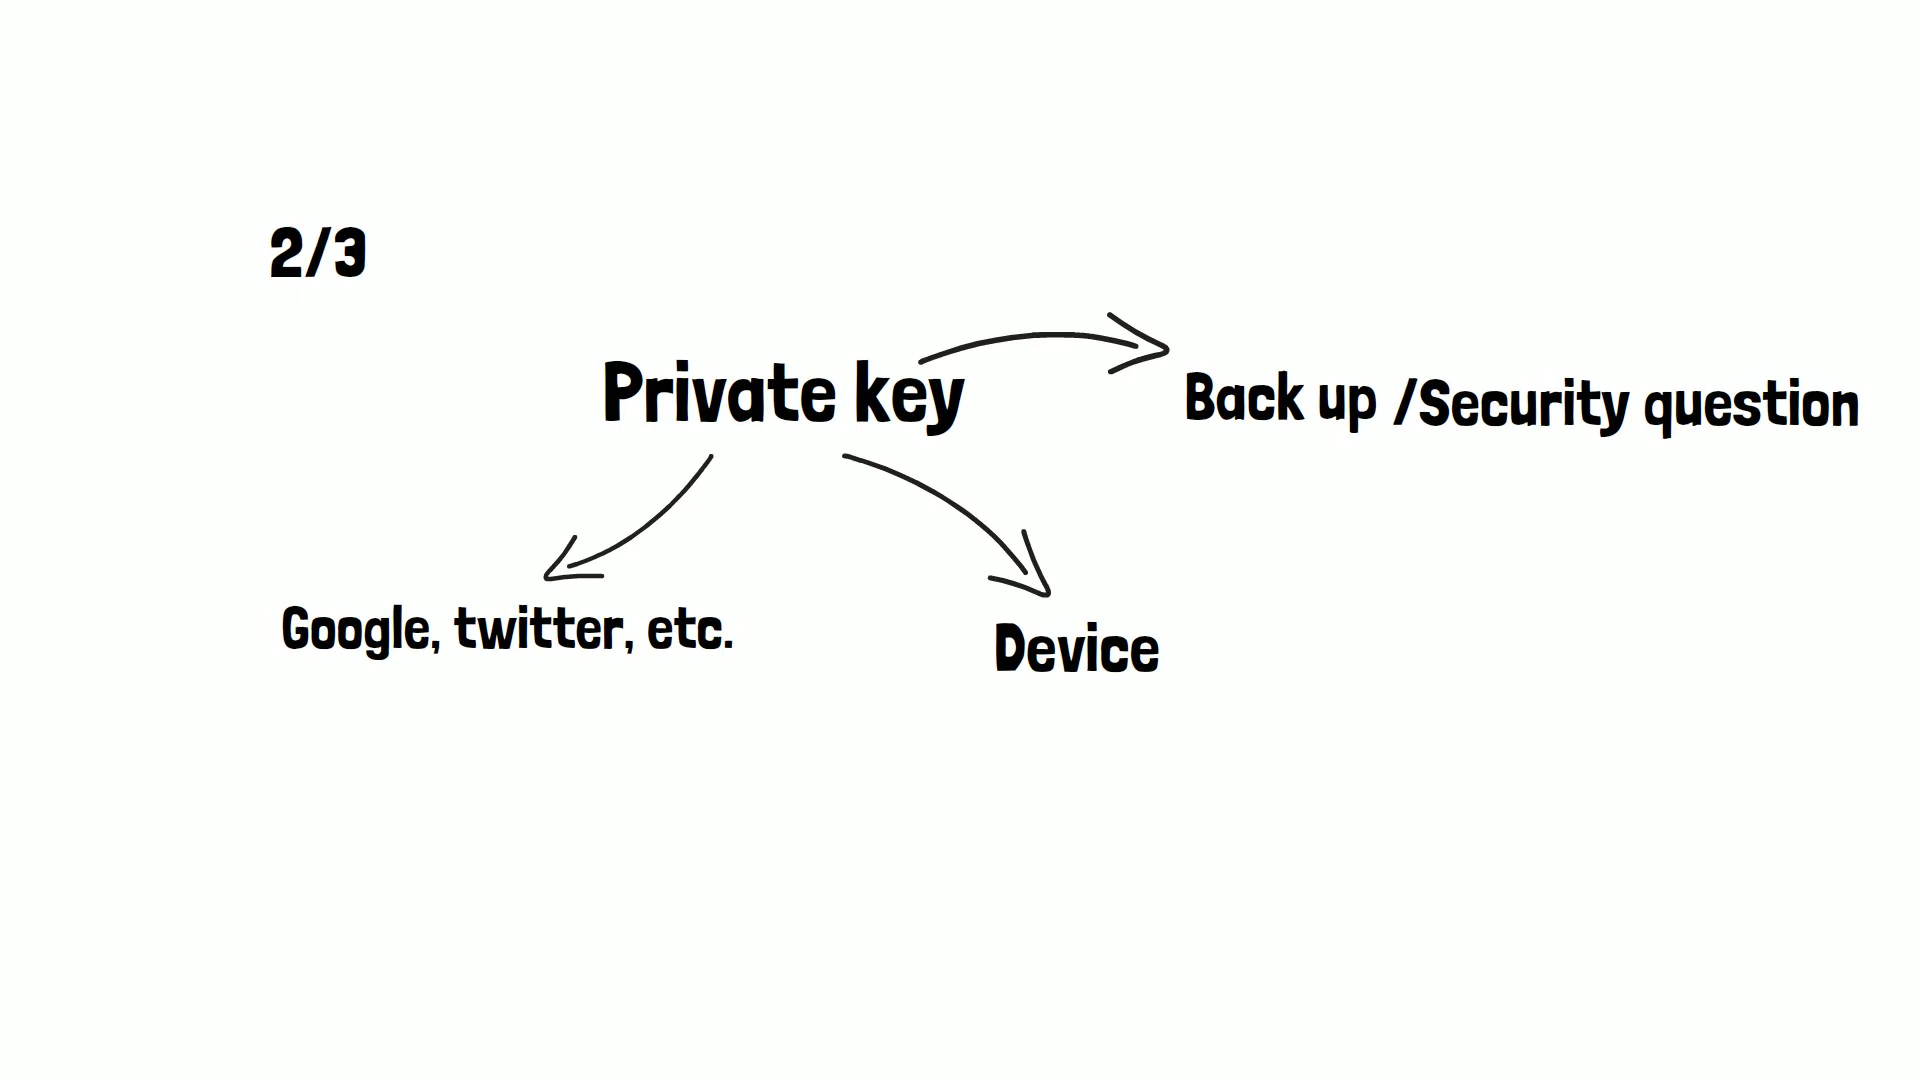 2/3
Private key
Back up /Security question
Google, twitter, etc.
Device